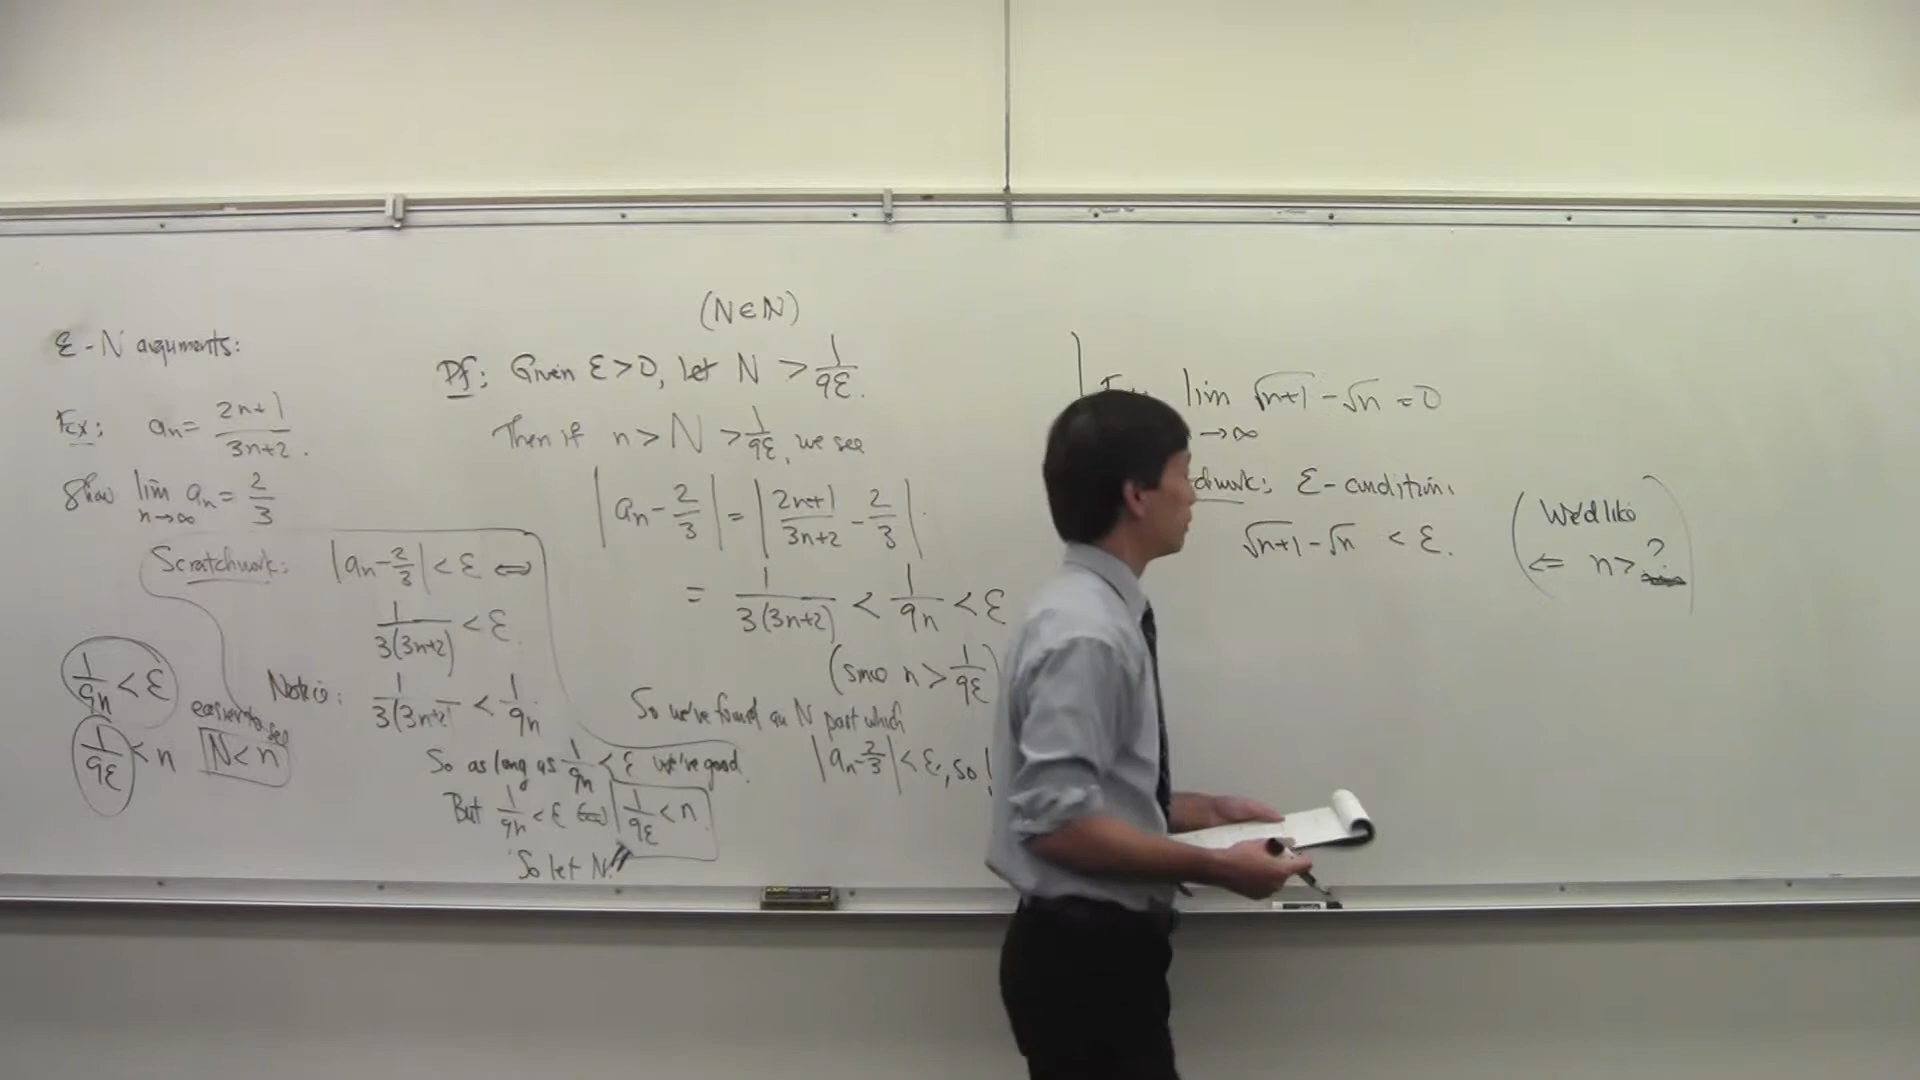 ε - N arguments:
Ex: aₙ = (2n+1)/(3n+2).
Show lim n→∞ aₙ = 2/3
Scratchwork: |aₙ - 2/3| < ε ⇔
1/(3(3n+2)) < ε.
Notice: 1/(3(3n+2)) < 1/(9n)
So as long as 1/(9n) < ε we've good.
But 1/(9n) < ε ⇔ 1/(9ε) < n.
So let N
1/(9n) < ε
1/(9ε) < n
easier to see
N < n
(N ∈ ℕ)
Pf: Given ε > 0, let N > 1/(9ε).
Then if n > N > 1/(9ε), we see
|aₙ - 2/3| = |(2n+1)/(3n+2) - 2/3|
= 1/(3(3n+2)) < 1/(9n) < ε
(since n > 1/(9ε))
So we've found an N past which
|aₙ - 2/3| < ε, so
lim √(n+1) - √n = 0
→∞
work: ε-condition:
√(n+1) - √n < ε.
(We'd like
⇐ n > ?)